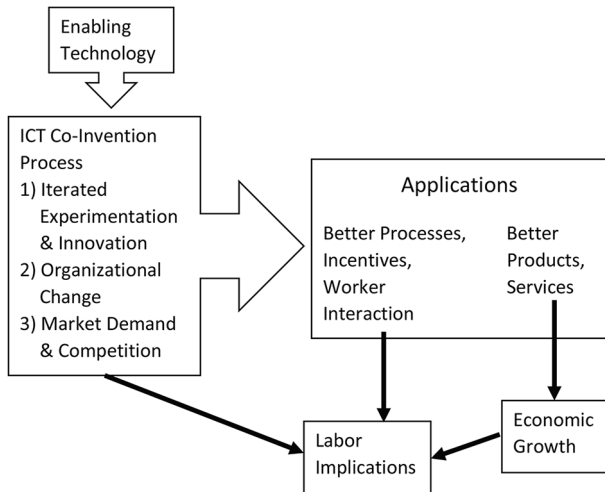 Enabling
Technology
ICT Co-Invention
Process
1) Iterated
Experimentation
& Innovation
2) Organizational
Change
3) Market Demand
& Competition
Applications
Better Processes,
Incentives,
Worker
Interaction
Better
Products,
Services
Labor
Implications
Economic
Growth